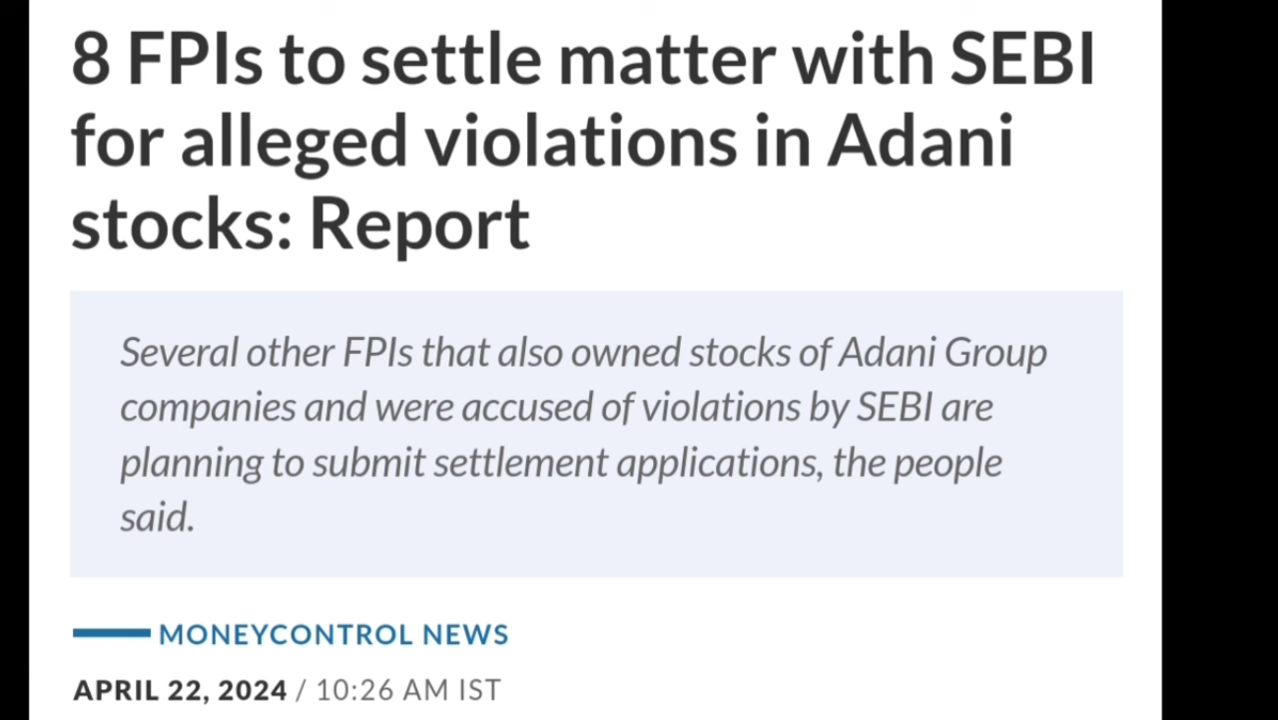 8 FPIs to settle matter with SEBI
for alleged violations in Adani
stocks: Report
Several other FPIs that also owned stocks of Adani Group
companies and were accused of violations by SEBI are
planning to submit settlement applications, the people
said.
MONEYCONTROL NEWS
APRIL 22, 2024 / 10:26 AM IST